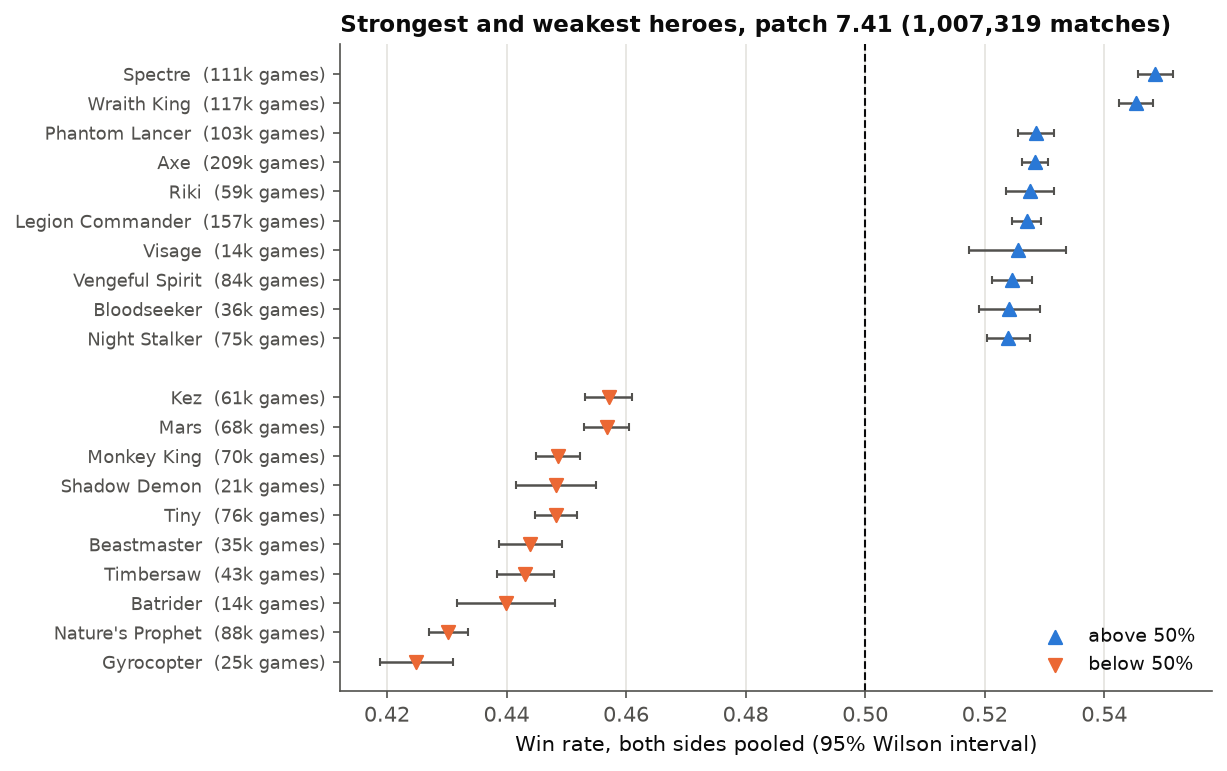 Strongest and weakest heroes, patch 7.41 (1,007,319 matches)
Spectre (111k games)
Wraith King (117k games)
Phantom Lancer (103k games)
Axe (209k games)
Riki (59k games)
Legion Commander (157k games)
Visage (14k games)
Vengeful Spirit (84k games)
Bloodseeker (36k games)
Night Stalker (75k games)
Kez (61k games)
Mars (68k games)
Monkey King (70k games)
Shadow Demon (21k games)
Tiny (76k games)
Beastmaster (35k games)
Timbersaw (43k games)
Batrider (14k games)
Nature's Prophet (88k games)
Gyrocopter (25k games)
above 50%
below 50%
0.42 0.44 0.46 0.48 0.50 0.52 0.54
Win rate, both sides pooled (95% Wilson interval)